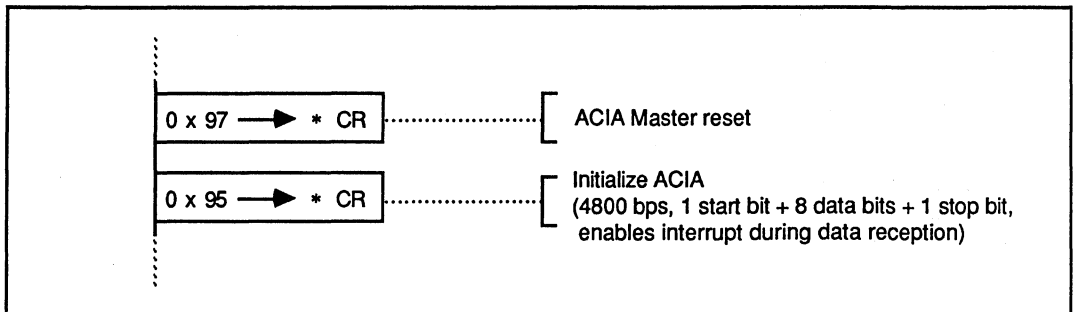 0 x 97 → * CR
ACIA Master reset
0 x 95 → * CR
Initialize ACIA
(4800 bps, 1 start bit + 8 data bits + 1 stop bit,
enables interrupt during data reception)